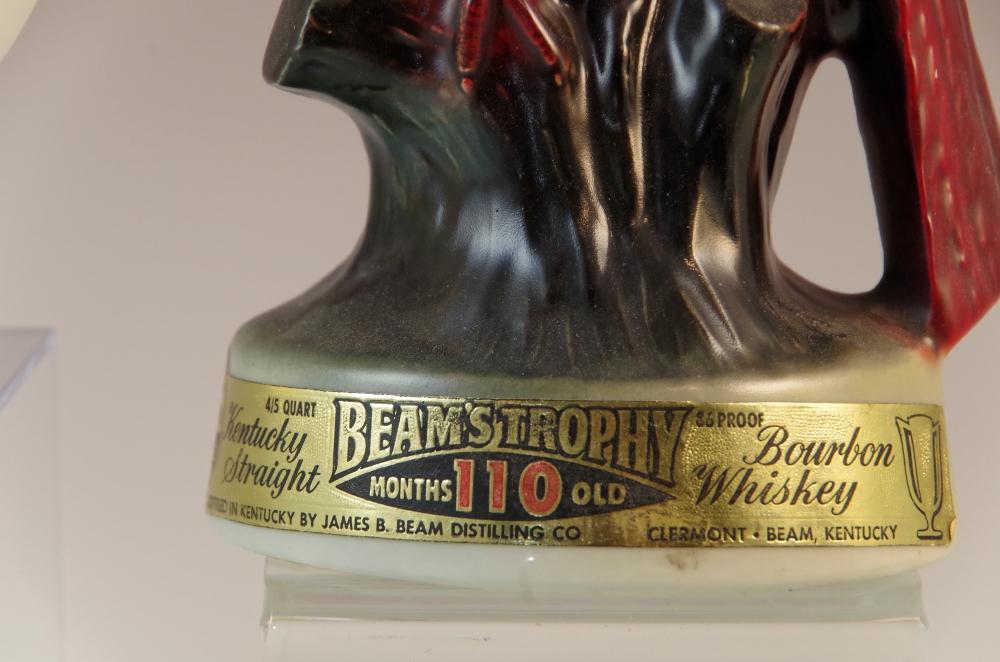 4/5 QUART
Kentucky
Straight
BEAM'S TROPHY
MONTHS 110 OLD
86 PROOF
Bourbon
Whiskey
IN KENTUCKY BY JAMES B. BEAM DISTILLING CO
CLERMONT • BEAM, KENTUCKY